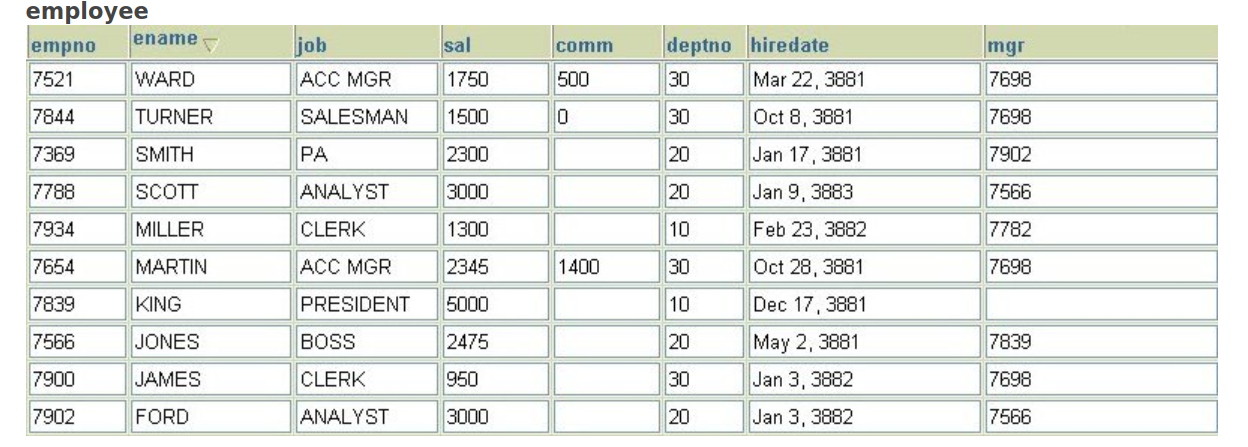 employee
empno ename job sal comm deptno hiredate mgr
7521 WARD ACC MGR 1750 500 30 Mar 22, 3881 7698
7844 TURNER SALESMAN 1500 0 30 Oct 8, 3881 7698
7369 SMITH PA 2300 20 Jan 17, 3881 7902
7788 SCOTT ANALYST 3000 20 Jan 9, 3883 7566
7934 MILLER CLERK 1300 10 Feb 23, 3882 7782
7654 MARTIN ACC MGR 2345 1400 30 Oct 28, 3881 7698
7839 KING PRESIDENT 5000 10 Dec 17, 3881
7566 JONES BOSS 2475 20 May 2, 3881 7839
7900 JAMES CLERK 950 30 Jan 3, 3882 7698
7902 FORD ANALYST 3000 20 Jan 3, 3882 7566